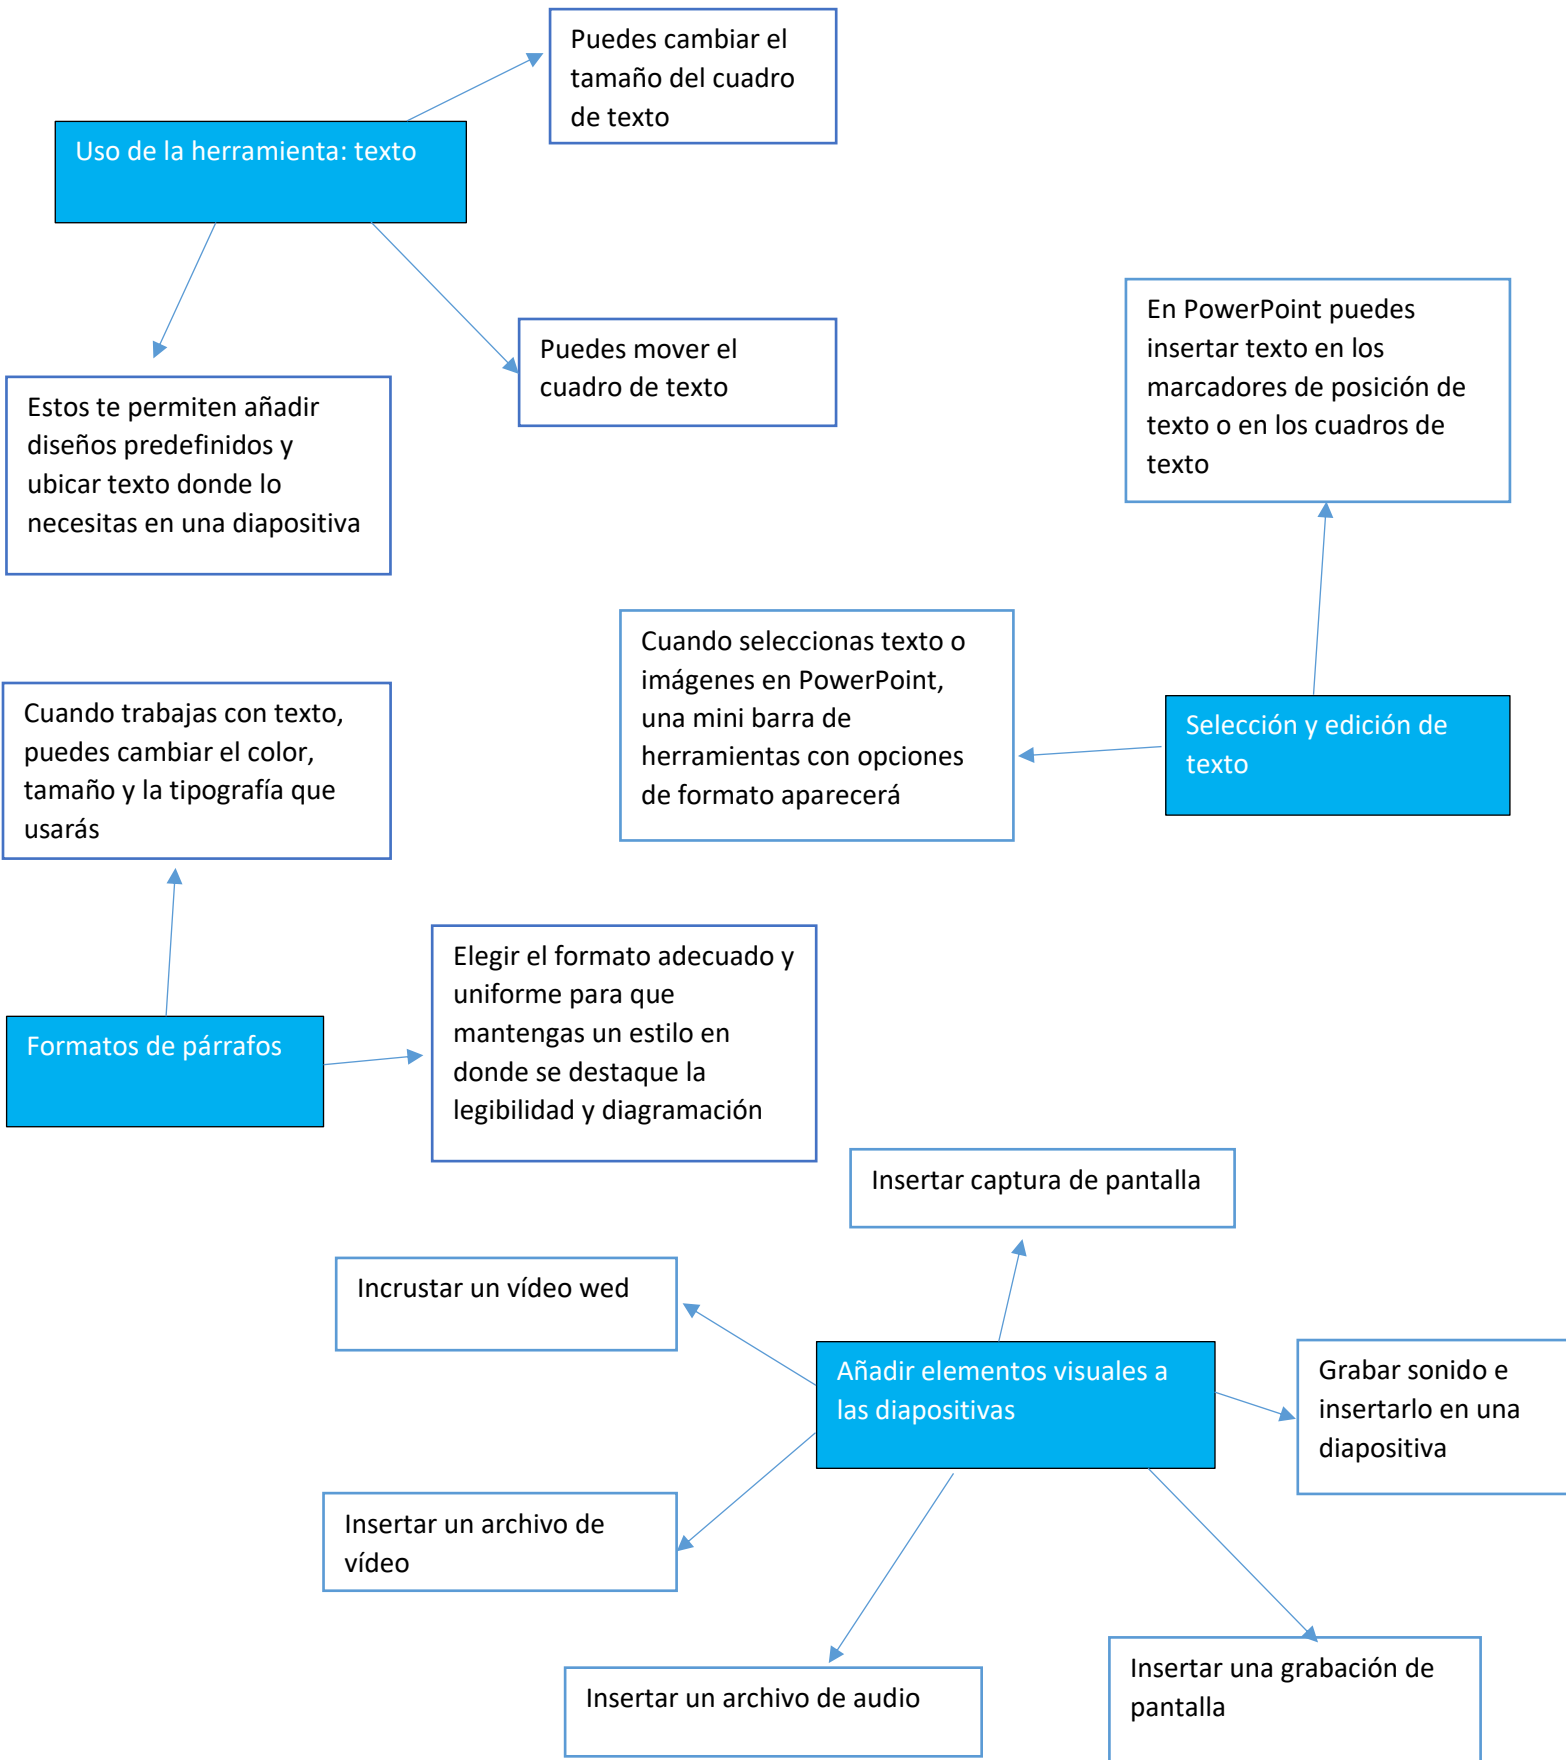 Puedes cambiar el
tamaño del cuadro
de texto
Uso de la herramienta: texto
Puedes mover el
cuadro de texto
Estos te permiten añadir
diseños predefinidos y
ubicar texto donde lo
necesitas en una diapositiva
En PowerPoint puedes
insertar texto en los
marcadores de posición de
texto o en los cuadros de
texto
Cuando seleccionas texto o
imágenes en PowerPoint,
una mini barra de
herramientas con opciones
de formato aparecerá
Selección y edición de
texto
Cuando trabajas con texto,
puedes cambiar el color,
tamaño y la tipografía que
usarás
Formatos de párrafos
Elegir el formato adecuado y
uniforme para que
mantengas un estilo en
donde se destaque la
legibilidad y diagramación
Insertar captura de pantalla
Incrustar un vídeo wed
Añadir elementos visuales a
las diapositivas
Grabar sonido e
insertarlo en una
diapositiva
Insertar un archivo de
vídeo
Insertar un archivo de audio
Insertar una grabación de
pantalla